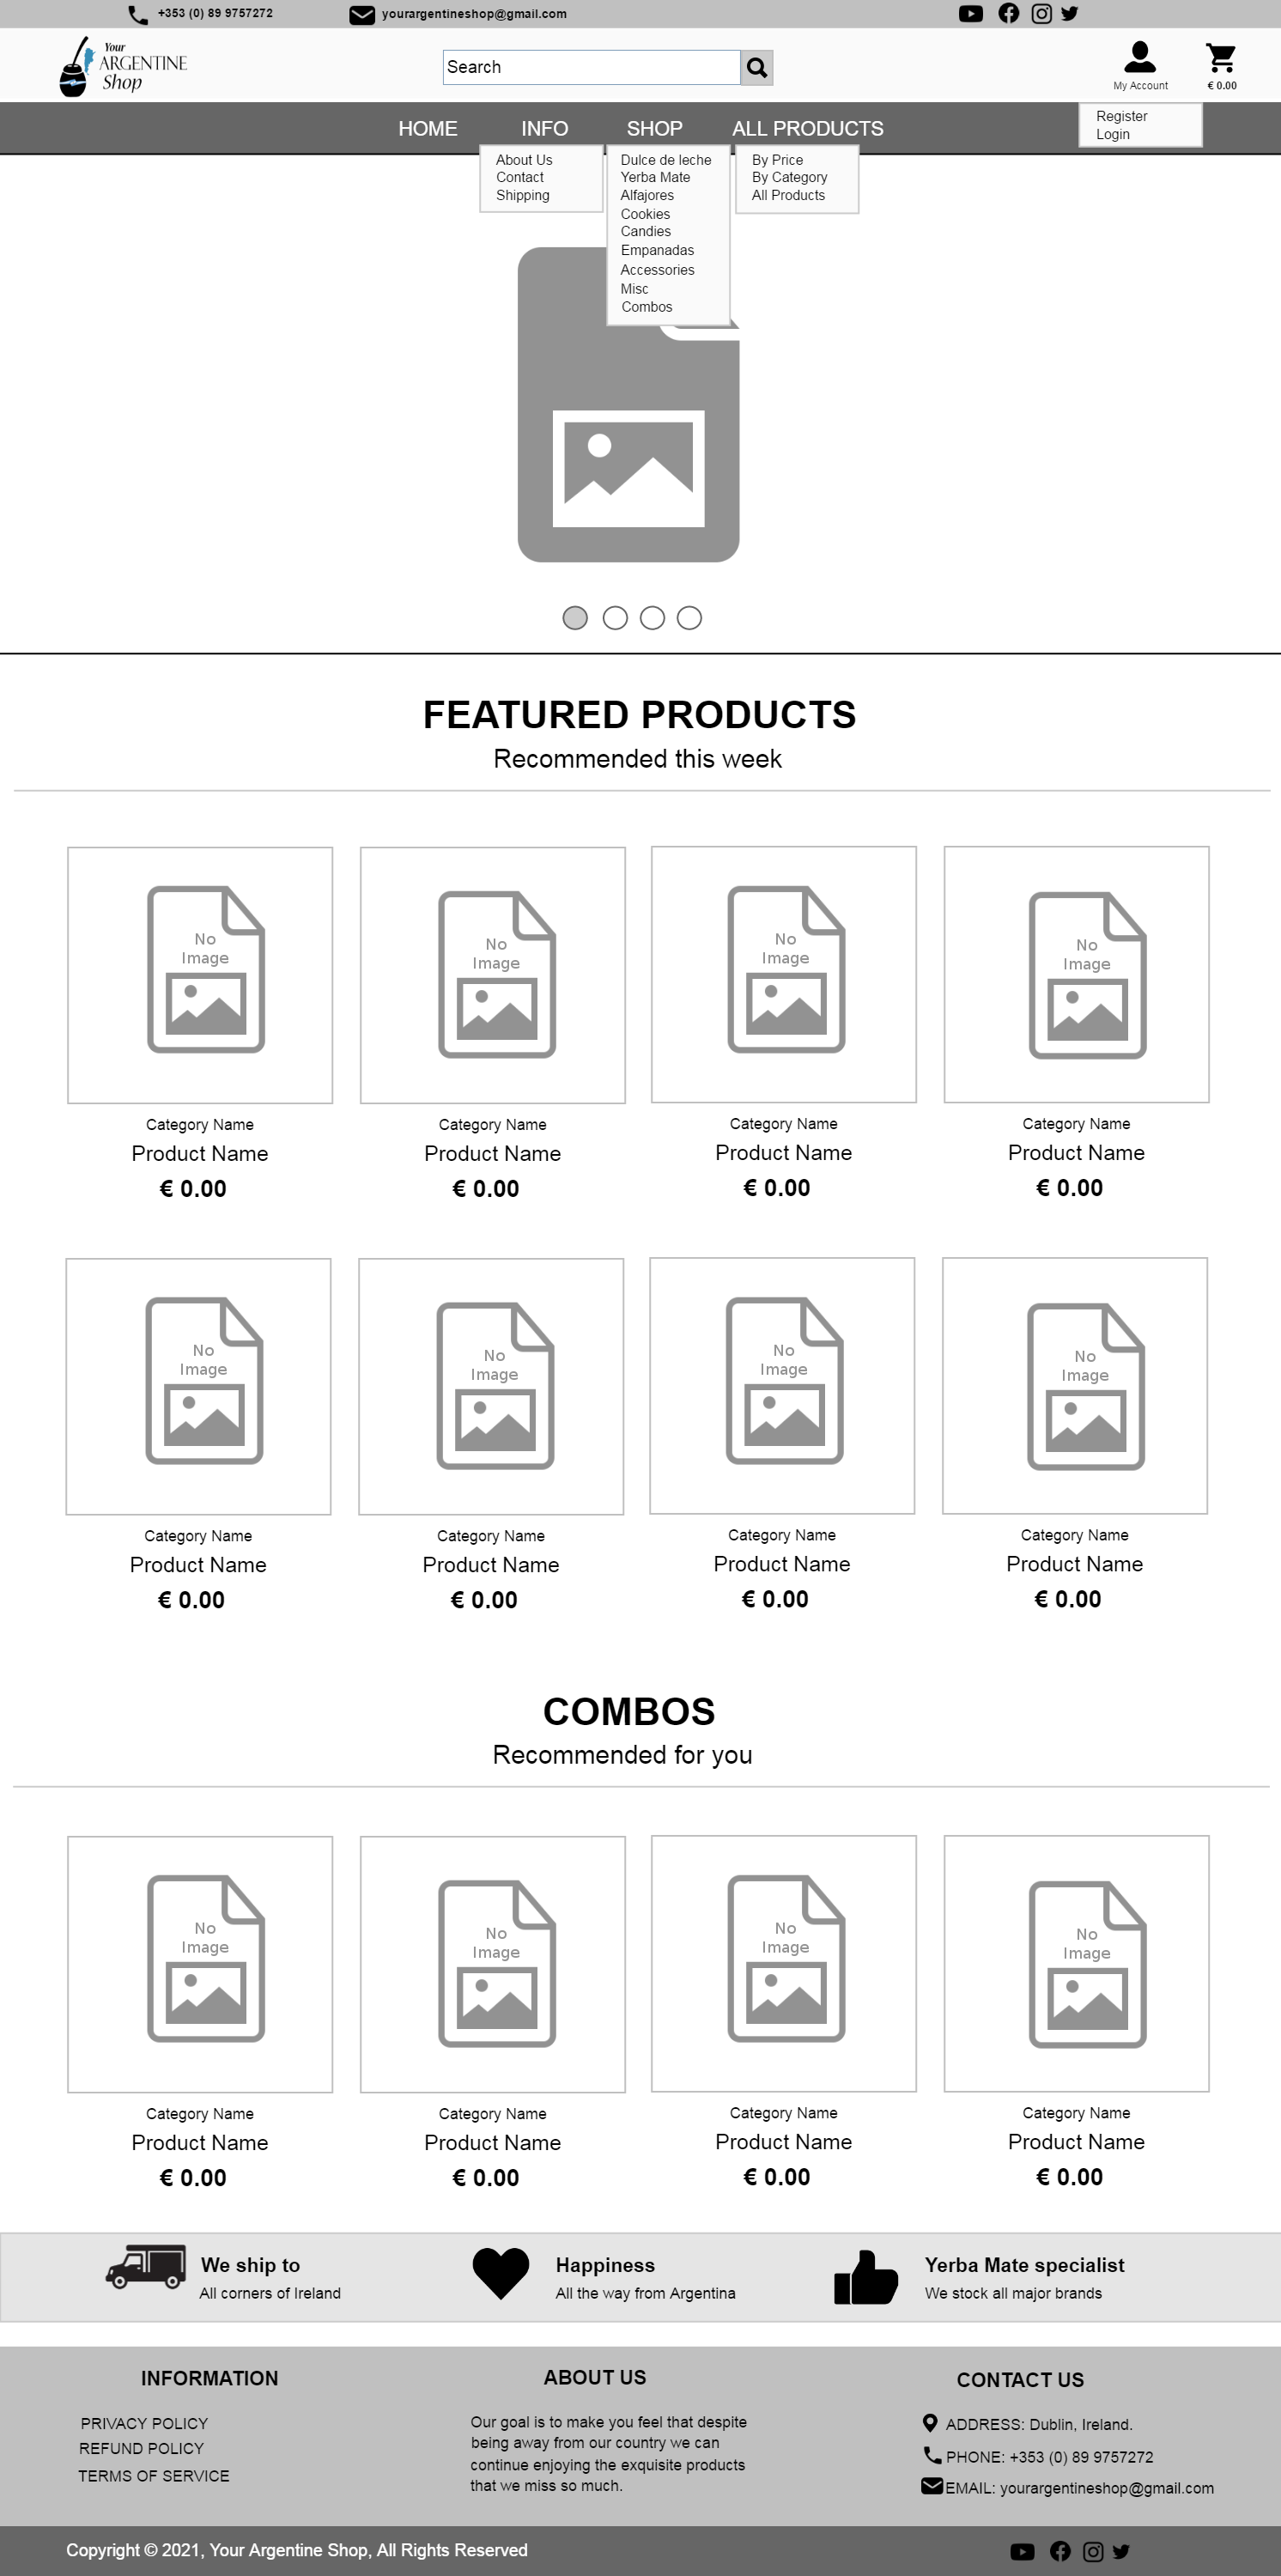 +353 (0) 89 9757272
yourargentineshop@gmail.com
Your
ARGENTINE
Shop
Search
My Account
€ 0.00
HOME INFO SHOP ALL PRODUCTS
Register
Login
About Us
Contact
Shipping
Dulce de leche
Yerba Mate
Alfajores
Cookies
Candies
Empanadas
Accessories
Misc
Combos
By Price
By Category
All Products
FEATURED PRODUCTS
Recommended this week
No
Image
No
Image
No
Image
No
Image
Category Name Category Name Category Name Category Name
Product Name Product Name Product Name Product Name
€ 0.00 € 0.00 € 0.00 € 0.00
No
Image
No
Image
No
Image
No
Image
Category Name Category Name Category Name Category Name
Product Name Product Name Product Name Product Name
€ 0.00 € 0.00 € 0.00 € 0.00
COMBOS
Recommended for you
No
Image
No
Image
No
Image
No
Image
Category Name Category Name Category Name Category Name
Product Name Product Name Product Name Product Name
€ 0.00 € 0.00 € 0.00 € 0.00
We ship to
All corners of Ireland
Happiness
All the way from Argentina
Yerba Mate specialist
We stock all major brands
INFORMATION
PRIVACY POLICY
REFUND POLICY
TERMS OF SERVICE
ABOUT US
Our goal is to make you feel that despite
being away from our country we can
continue enjoying the exquisite products
that we miss so much.
CONTACT US
ADDRESS: Dublin, Ireland.
PHONE: +353 (0) 89 9757272
EMAIL: yourargentineshop@gmail.com
Copyright © 2021, Your Argentine Shop, All Rights Reserved